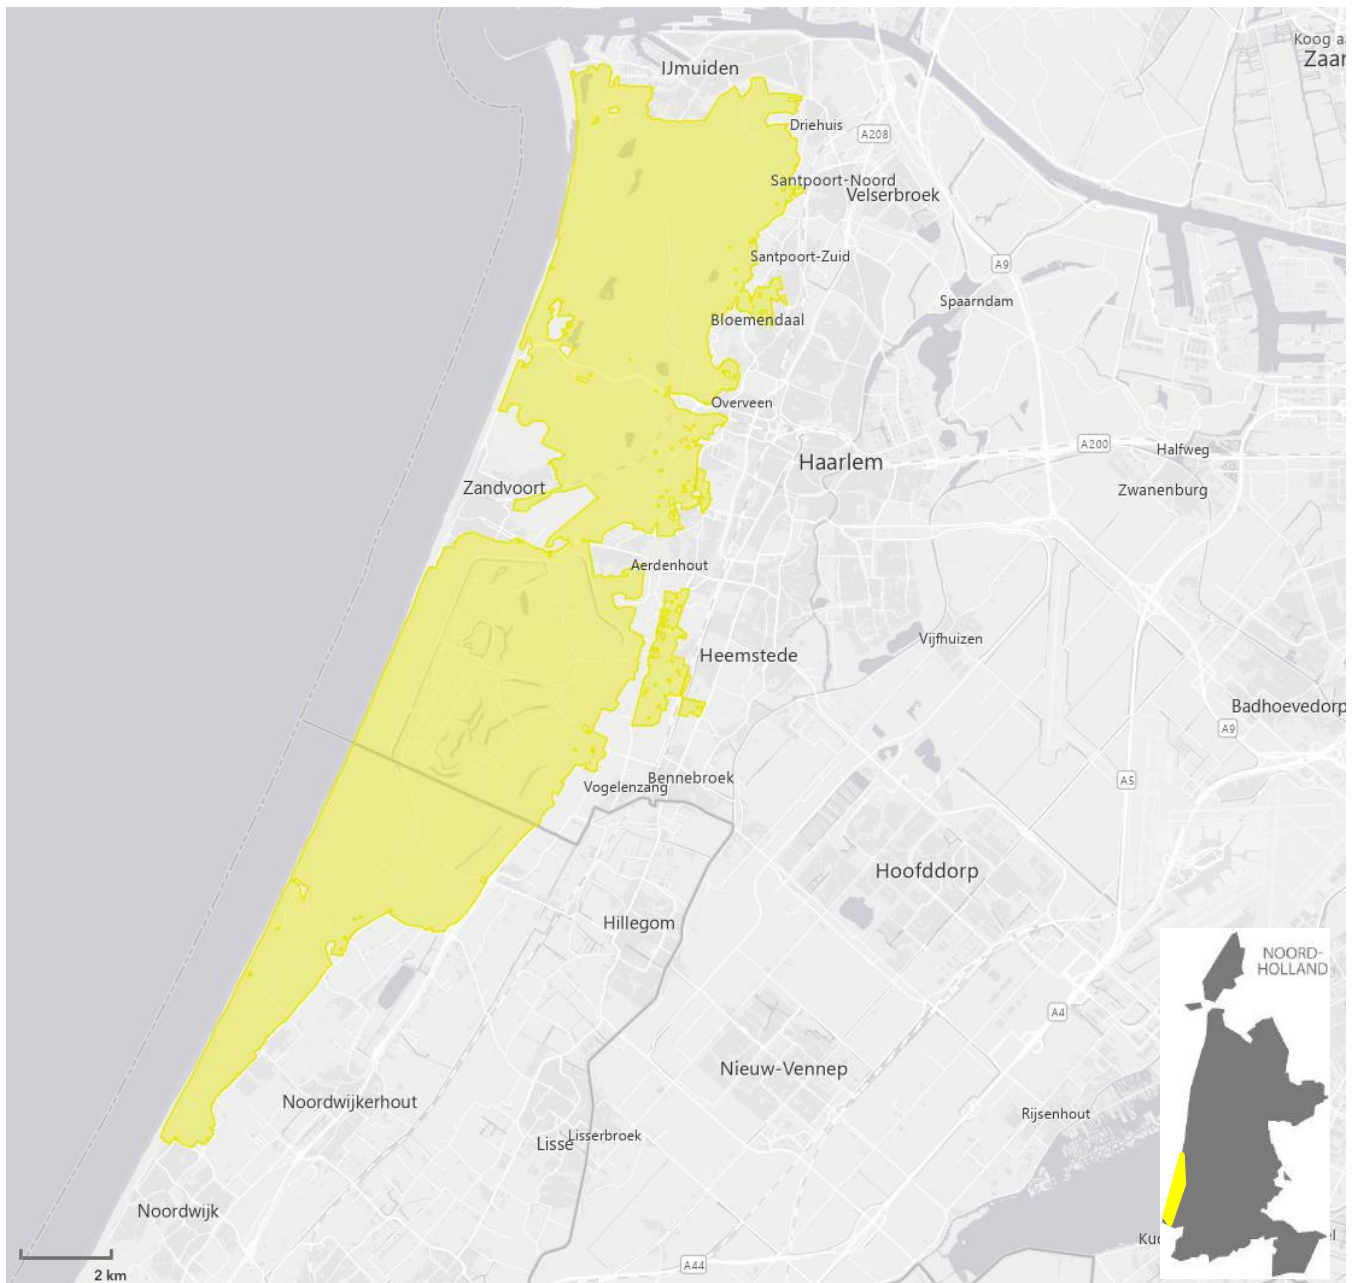 Koog a
Zaar
IJmuiden
Driehuis
A208
Santpoort-Noord
Velserbroek
Santpoort-Zuid
A9
Spaarndam
Bloemendaal
Overveen
A200
Halfweg
Haarlem
Zandvoort
Zwanenburg
Aerdenhout
Vijfhuizen
Heemstede
Badhoevedorp
A9
Bennebroek
Vogelenzang
A5
Hoofddorp
Hillegom
NOORD-
HOLLAND
A4
Nieuw-Vennep
Noordwijkerhout
Rijsenhout
Lisse
Lisserbroek
Noordwijk
Ku
el
A44
2 km